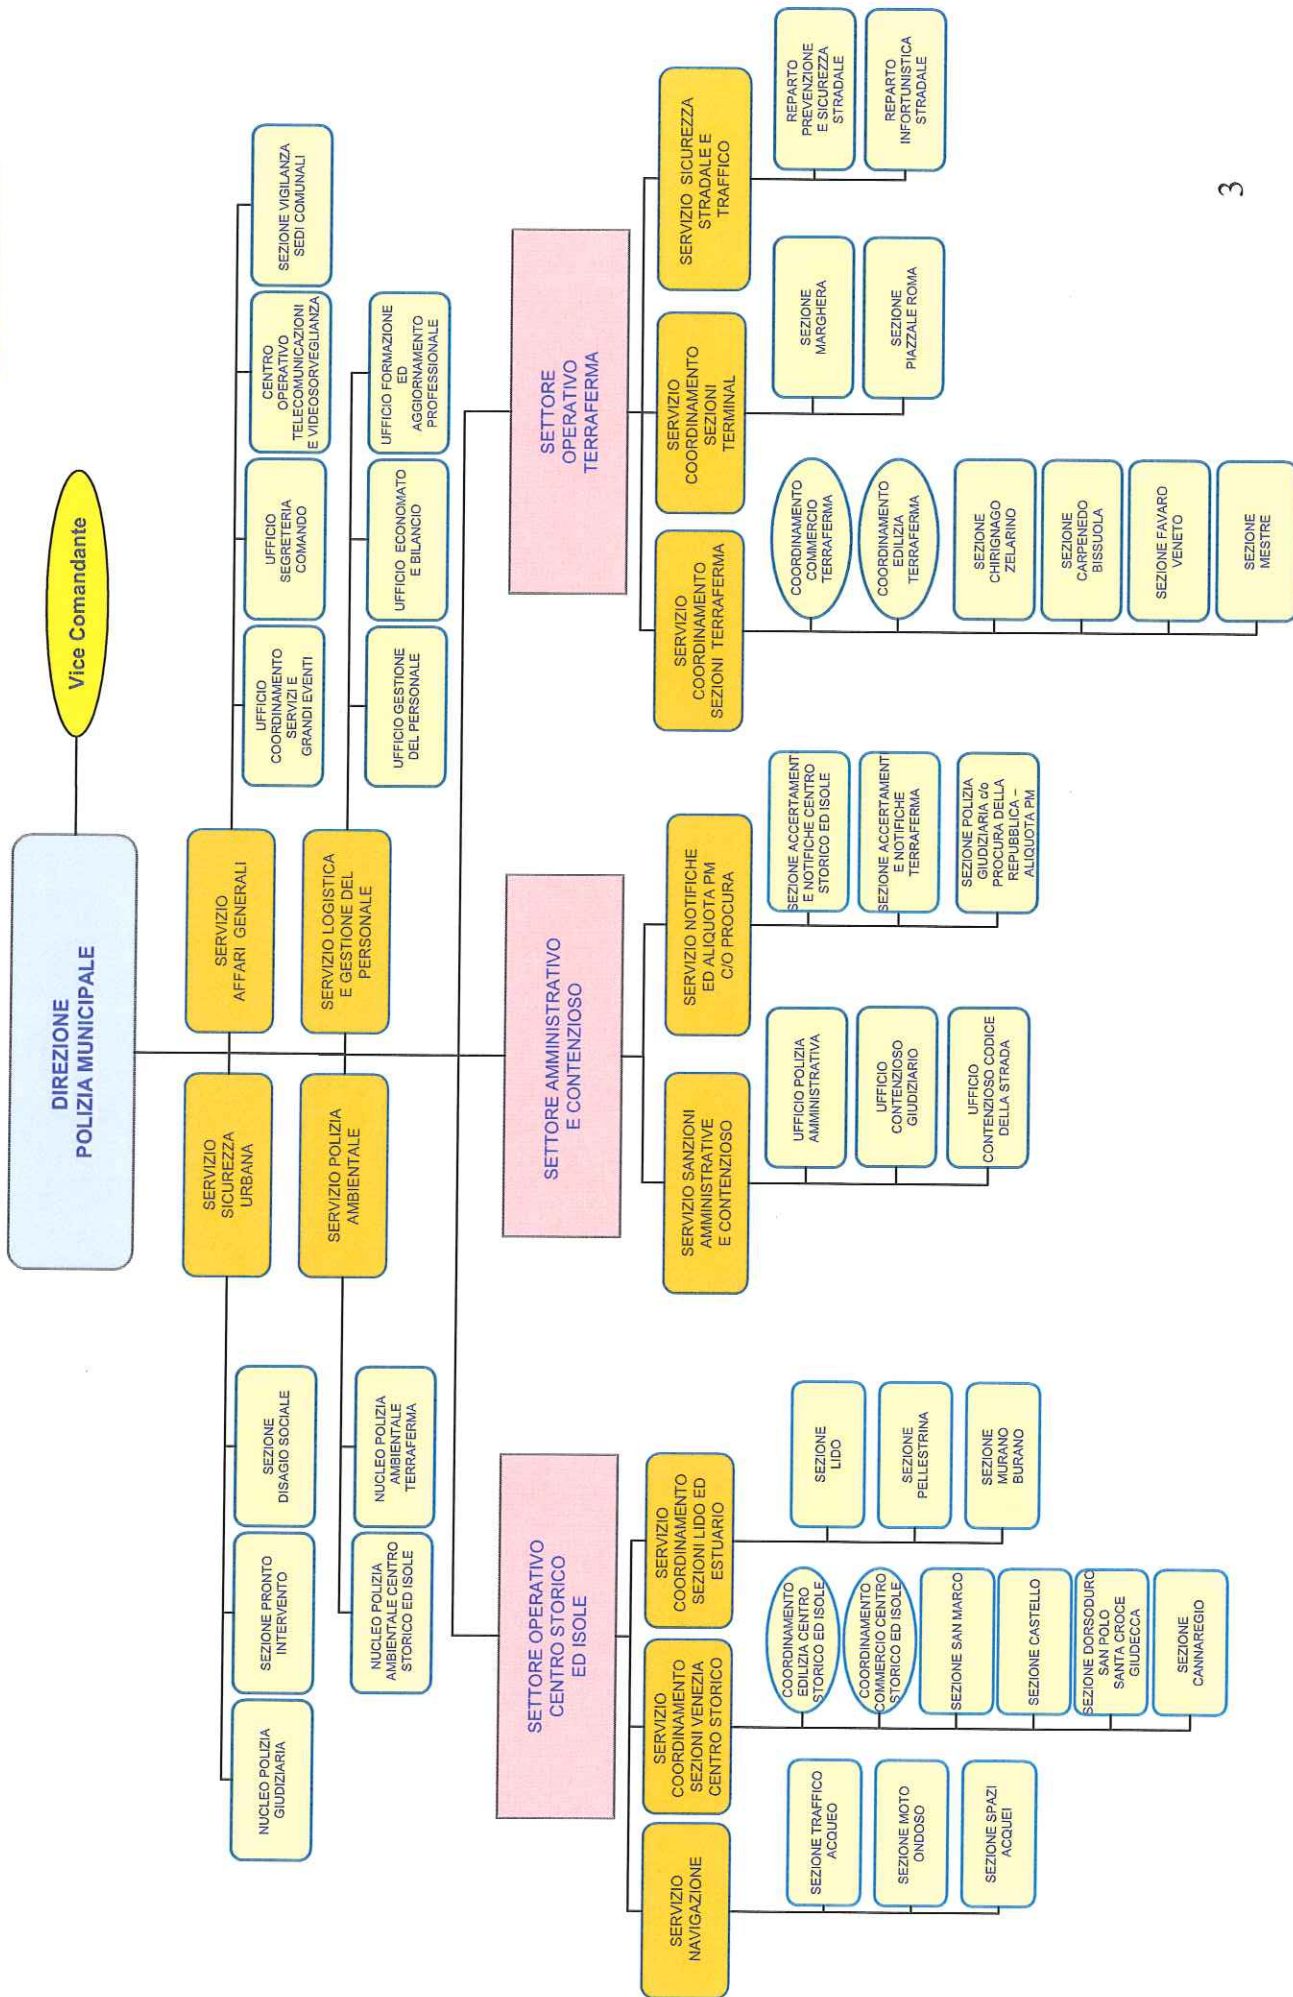 DIREZIONE
POLIZIA MUNICIPALE
Vice Comandante
SERVIZIO
SICUREZZA
URBANA
SERVIZIO
AFFARI GENERALI
SERVIZIO POLIZIA
AMBIENTALE
SERVIZIO LOGISTICA
E GESTIONE DEL
PERSONALE
NUCLEO POLIZIA
GIUDIZIARIA
SEZIONE PRONTO
INTERVENTO
SEZIONE
DISAGIO SOCIALE
UFFICIO
COORDINAMENTO
SERVIZI E
GRANDI EVENTI
UFFICIO
SEGRETERIA
COMANDO
CENTRO
OPERATIVO
TELECOMUNICAZIONI
E VIDEOSORVEGLIANZA
SEZIONE VIGILANZA
SEDI COMUNALI
NUCLEO POLIZIA
AMBIENTALE CENTRO
STORICO ED ISOLE
NUCLEO POLIZIA
AMBIENTALE
TERRAFERMA
UFFICIO GESTIONE
DEL PERSONALE
UFFICIO ECONOMATO
E BILANCIO
UFFICIO FORMAZIONE
ED
AGGIORNAMENTO
PROFESSIONALE
SETTORE OPERATIVO
CENTRO STORICO
ED ISOLE
SETTORE AMMINISTRATIVO
E CONTENZIOSO
SETTORE
OPERATIVO
TERRAFERMA
SERVIZIO
NAVIGAZIONE
SERVIZIO
COORDINAMENTO
SEZIONI VENEZIA
CENTRO STORICO
SERVIZIO
COORDINAMENTO
SEZIONI LIDO ED
ESTUARIO
SERVIZIO SANZIONI
AMMINISTRATIVE
E CONTENZIOSO
SERVIZIO NOTIFICHE
ED ALIQUOTA PM
C/O PROCURA
SERVIZIO
COORDINAMENTO
SEZIONI TERRAFERMA
SERVIZIO
COORDINAMENTO
SEZIONI
TERMINAL
SERVIZIO SICUREZZA
STRADALE E
TRAFFICO
SEZIONE TRAFFICO
ACQUEO
SEZIONE MOTO
ONDOSO
SEZIONE SPAZI
ACQUEI
COORDINAMENTO
EDILIZIA CENTRO
STORICO ED ISOLE
COORDINAMENTO
COMMERCIO CENTRO
STORICO ED ISOLE
SEZIONE SAN MARCO
SEZIONE CASTELLO
SEZIONE DORSODURO
SAN POLO
SANTA CROCE
GIUDECCA
SEZIONE
CANNAREGIO
SEZIONE
LIDO
SEZIONE
PELLESTRINA
SEZIONE
MURANO
BURANO
UFFICIO POLIZIA
AMMINISTRATIVA
UFFICIO
CONTENZIOSO
GIUDIZIARIO
UFFICIO
CONTENZIOSO CODICE
DELLA STRADA
SEZIONE ACCERTAMENTI
E NOTIFICHE CENTRO
STORICO ED ISOLE
SEZIONE ACCERTAMENTI
E NOTIFICHE
TERRAFERMA
SEZIONE POLIZIA
GIUDIZIARIA c/o
PROCURA DELLA
REPUBBLICA –
ALIQUOTA PM
COORDINAMENTO
COMMERCIO
TERRAFERMA
COORDINAMENTO
EDILIZIA
TERRAFERMA
SEZIONE
CHIRIGNAGO
ZELARINO
SEZIONE
CARPENEDO
BISSUOLA
SEZIONE FAVARO
VENETO
SEZIONE
MESTRE
SEZIONE
MARGHERA
SEZIONE
PIAZZALE ROMA
REPARTO
PREVENZIONE
E SICUREZZA
STRADALE
REPARTO
INFORTUNISTICA
STRADALE
3